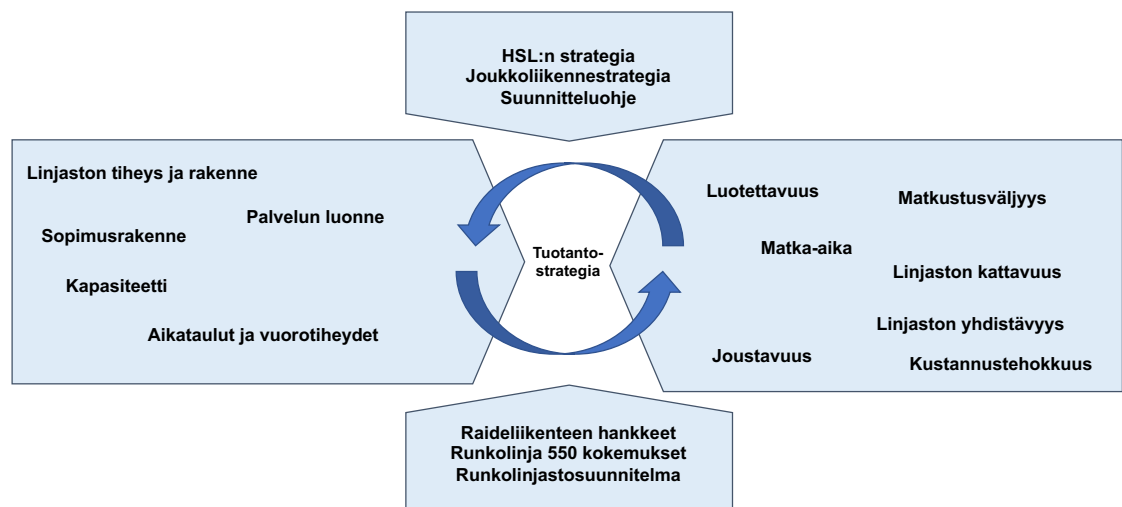 HSL:n strategia
Joukkoliikennestrategia
Suunnitteluohje
Linjaston tiheys ja rakenne
Palvelun luonne
Sopimusrakenne
Kapasiteetti
Aikataulut ja vuorotiheydet
Tuotanto-
strategia
Luotettavuus
Matkustusväljyys
Matka-aika
Linjaston kattavuus
Linjaston yhdistävyys
Joustavuus
Kustannustehokkuus
Raideliikenteen hankkeet
Runkolinja 550 kokemukset
Runkolinjastosuunnitelma